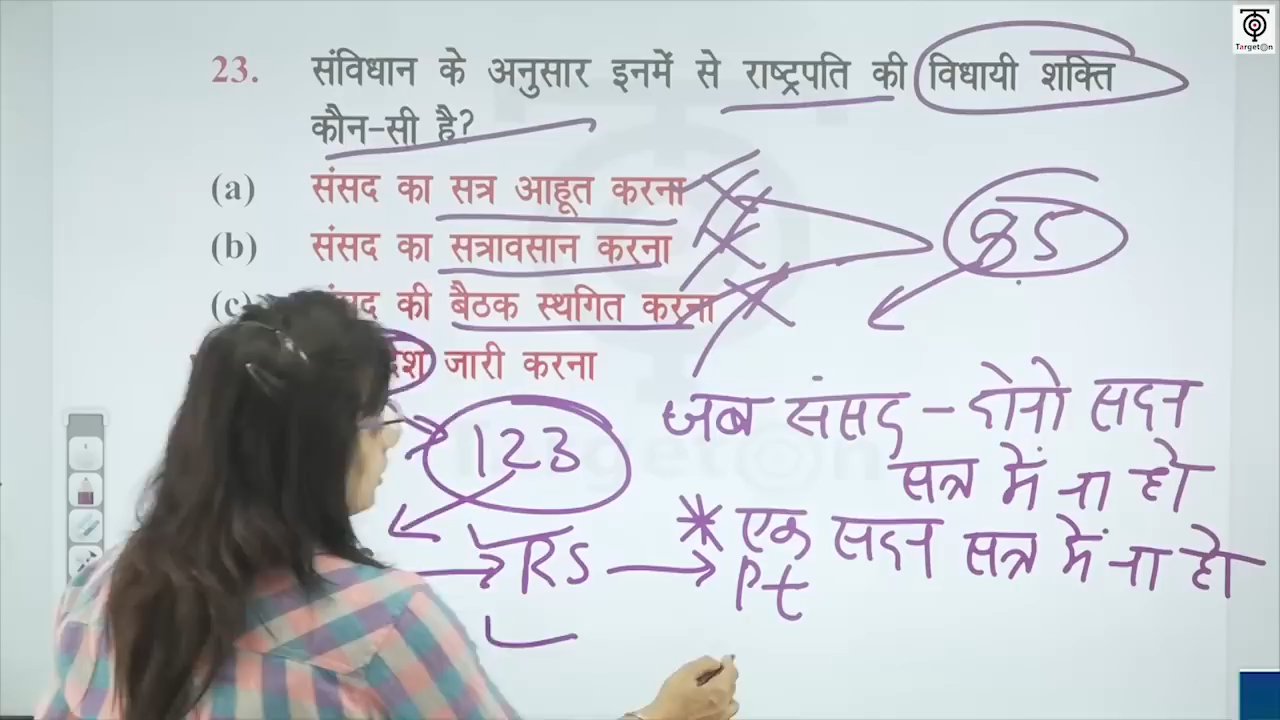 TargetOn
23. संविधान के अनुसार इनमें से राष्ट्रपति की विधायी शक्ति
कौन-सी है?
(a) संसद का सत्र आहूत करना
(b) संसद का सत्रावसान करना
85
(c) की बैठक स्थगित करना
जारी करना
जब संसद - दोनो सदन
सत्र में ना हो
123
* एक सदन सत्र में ना हो
→ RS → Pt